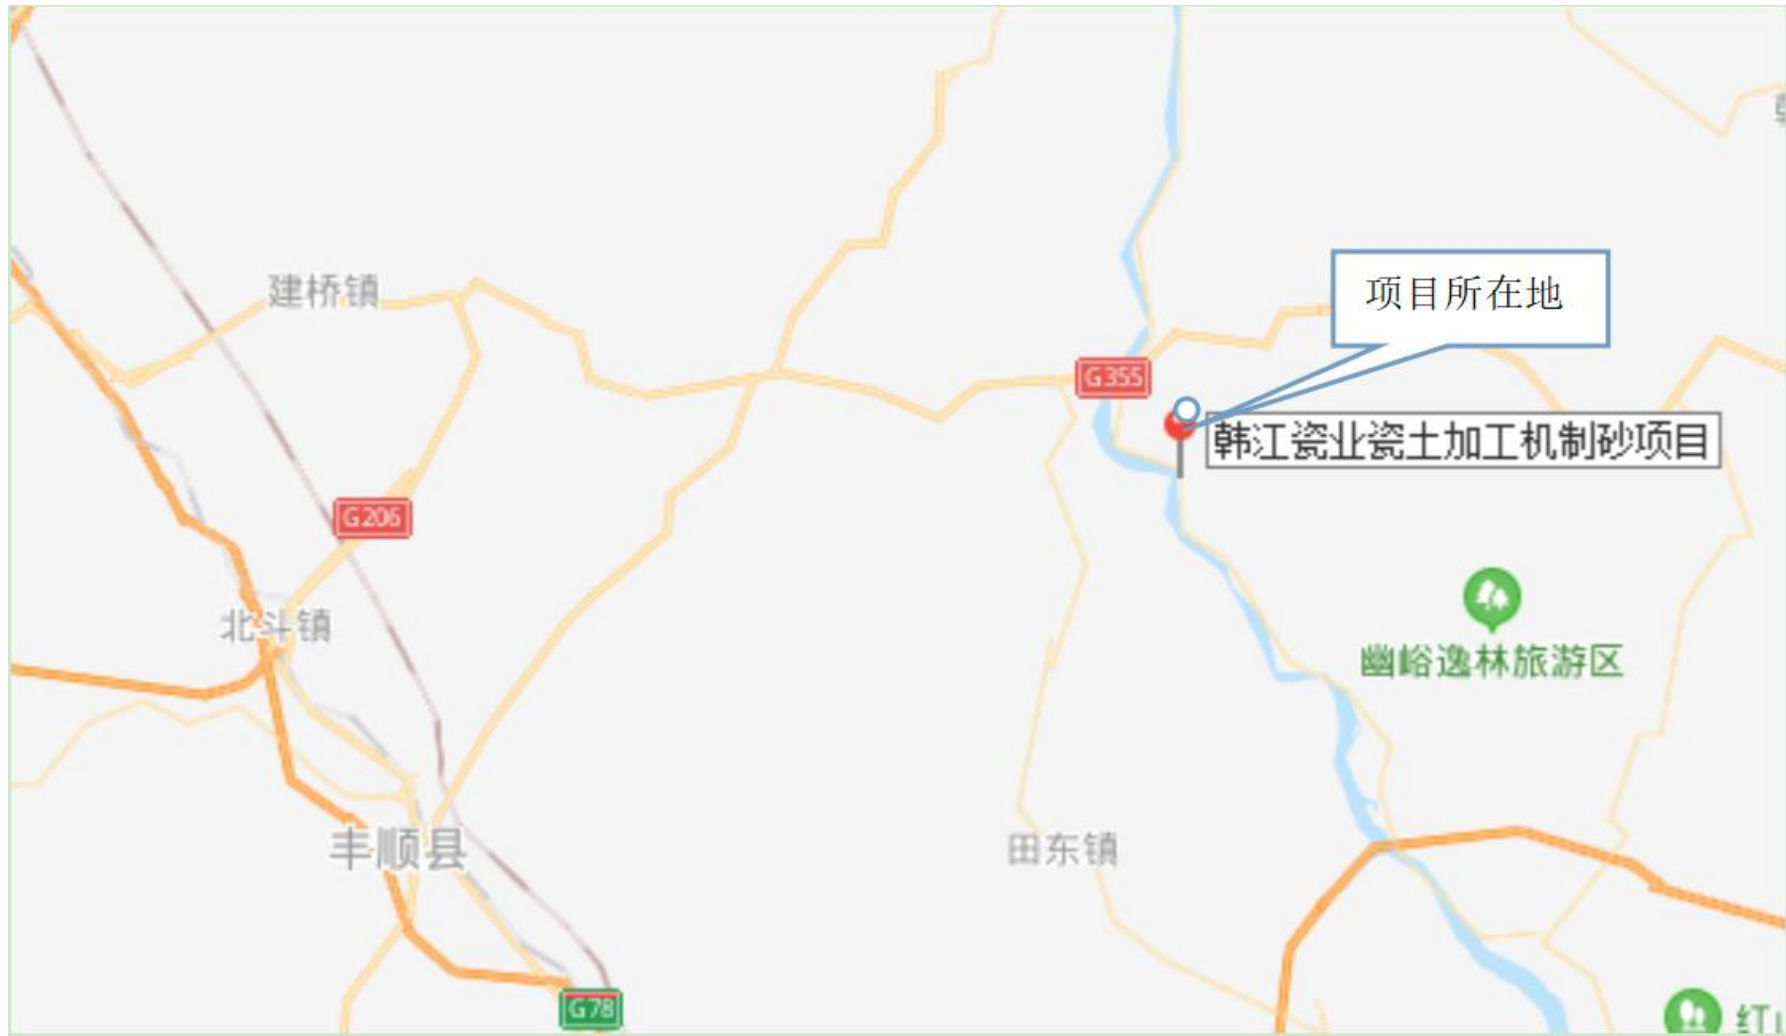 建桥镇
项目所在地
G355
韩江瓷业瓷土加工机制砂项目
G206
北斗镇
幽峪逸林旅游区
丰顺县
田东镇
G78
红